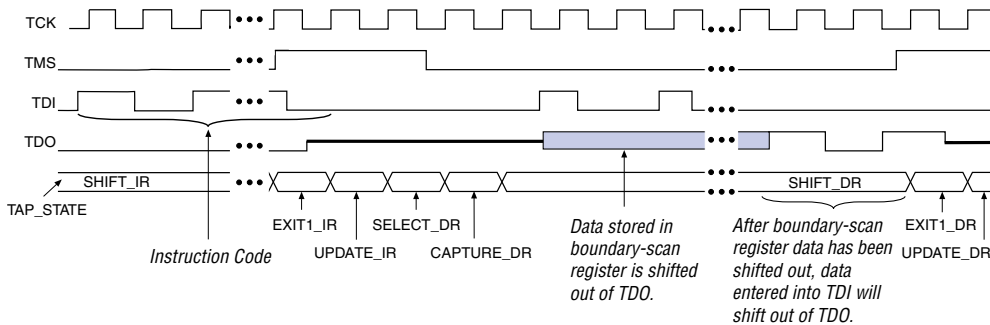 TCK
TMS
TDI
TDO
SHIFT_IR
SHIFT_DR
TAP_STATE
EXIT1_IR
SELECT_DR
EXIT1_DR
UPDATE_IR
CAPTURE_DR
UPDATE_DR
Instruction Code
Data stored in
boundary-scan
register is shifted
out of TDO.
After boundary-scan
register data has been
shifted out, data
entered into TDI will
shift out of TDO.